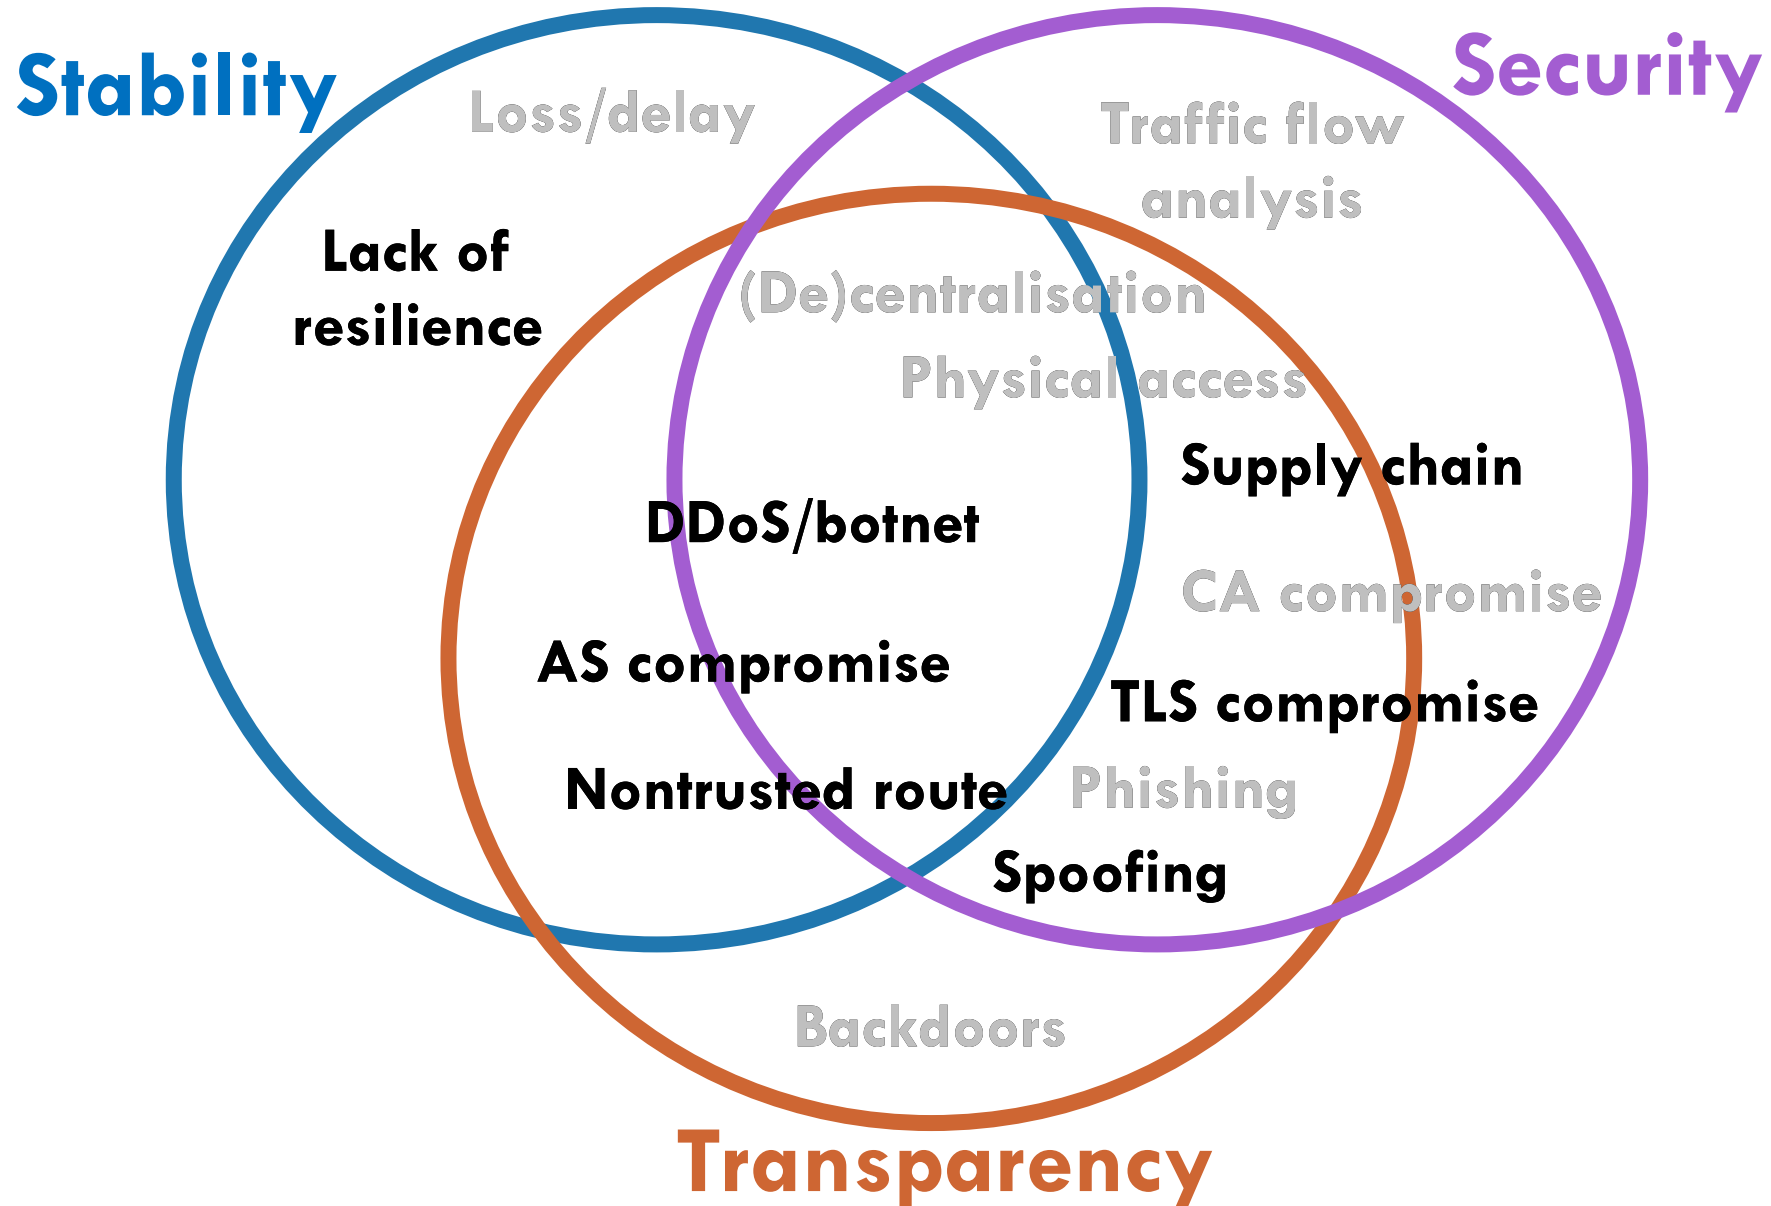 Stability
Security
Loss/delay
Traffic flow
analysis
Lack of
resilience
(De)centralisation
Physical access
Supply chain
DDoS/botnet
CA compromise
AS compromise
TLS compromise
Nontrusted route
Phishing
Spoofing
Backdoors
Transparency